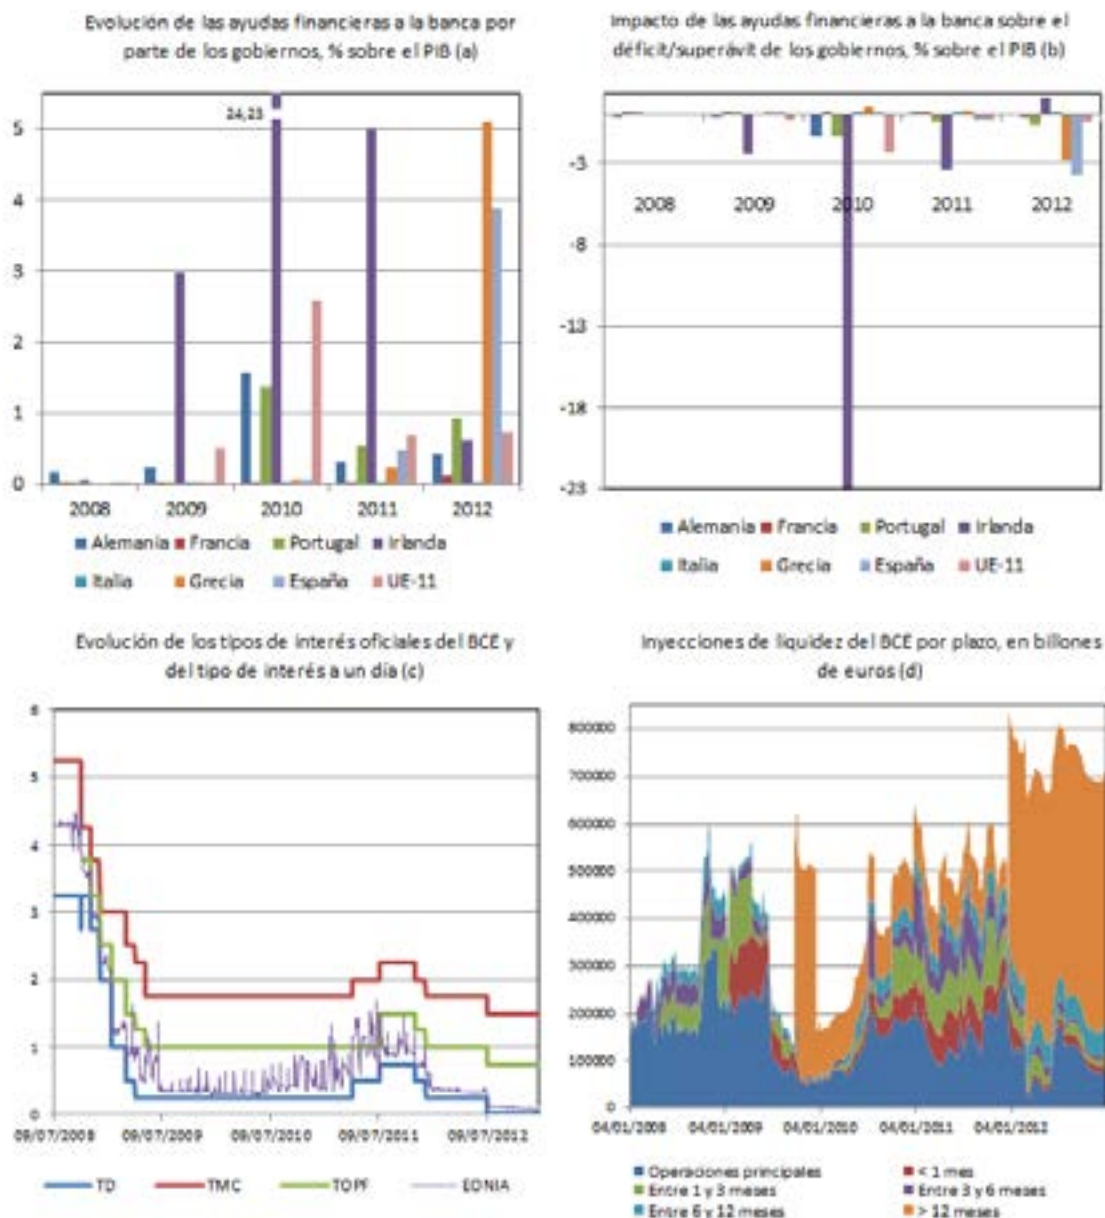 Evolución de las ayudas financieras a la banca por
parte de los gobiernos, % sobre el PIB (a)
24,23
5
4
3
2
1
0
2008 2009 2010 2011 2012
Alemania Francia Portugal Irlanda
Italia Grecia España UE-11
Impacto de las ayudas financieras a la banca sobre el
déficit/superávit de los gobiernos, % sobre el PIB (b)
-3
2008 2009 2010 2011 2012
-8
-13
-18
-23
Alemania Francia Portugal Irlanda
Italia Grecia España UE-11
Evolución de los tipos de interés oficiales del BCE y
del tipo de interés a un día (c)
6
5
4
3
2
1
0
09/07/2008 09/07/2009 09/07/2010 09/07/2011 09/07/2012
TD TMC TOPF EONIA
Inyecciones de liquidez del BCE por plazo, en billones
de euros (d)
800000
700000
600000
500000
400000
300000
200000
100000
0
04/01/2008 04/01/2009 04/01/2010 04/01/2011 04/01/2012
Operaciones principales < 1 mes
Entre 1 y 3 meses Entre 3 y 6 meses
Entre 6 y 12 meses > 12 meses